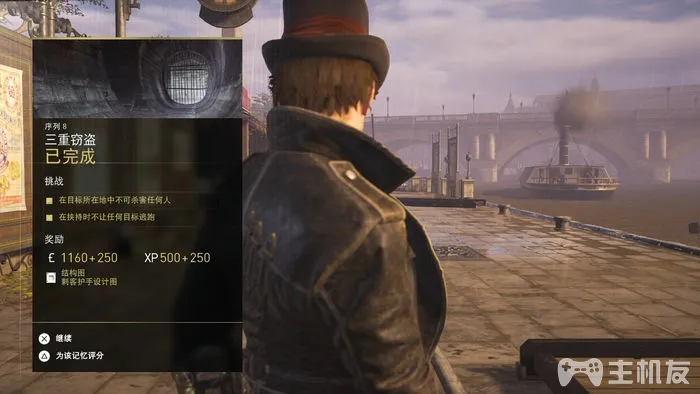 序列 8
三重窃盗
已完成
挑战
在目标所在地中不可杀害任何人
在挟持时不让任何目标逃跑
奖励
£ 1160+250 XP 500+250
结构图
刺客护手设计图
继续
为该记忆评分
主机友